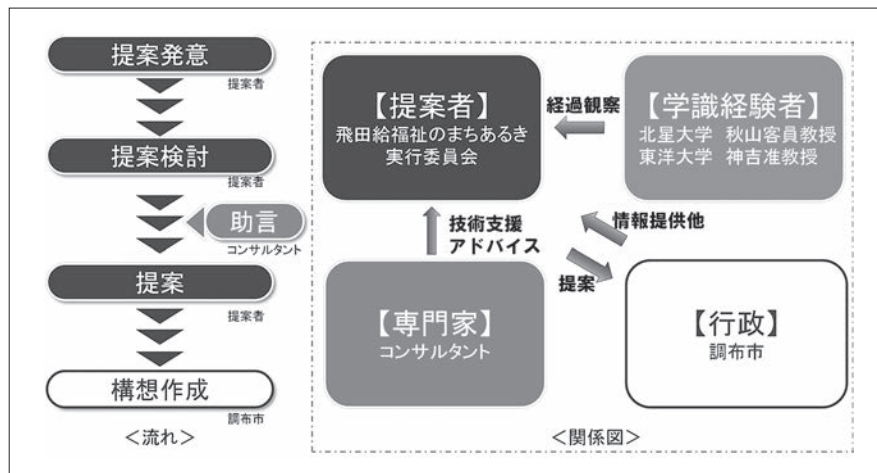 提案発意
提案者
提案検討
提案者
助言
コンサルタント
提案
提案者
構想作成
調布市
<流れ>
【提案者】
飛田給福祉のまちあるき
実行委員会
経過観察
【学識経験者】
北星大学 秋山客員教授
東洋大学 神吉准教授
技術支援
アドバイス
情報提供他
提案
【専門家】
コンサルタント
【行政】
調布市
<関係図>